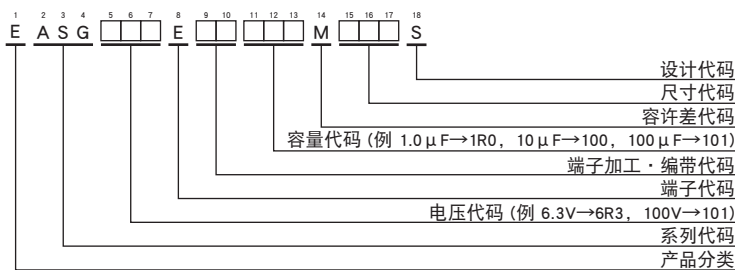 1 2 3 4 5 6 7 8 9 10 11 12 13 14 15 16 17 18
E A S G □□□ E □□ □□□ M □□□ S
设计代码
尺寸代码
容许差代码
容量代码 (例 1.0μF→1R0, 10μF→100, 100μF→101)
端子加工・编带代码
端子代码
电压代码 (例 6.3V→6R3, 100V→101)
系列代码
产品分类